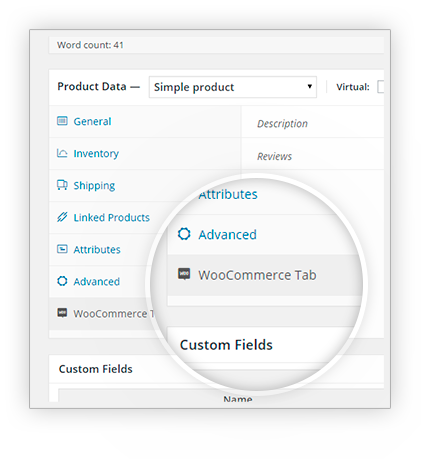 Word count: 41
Product Data — Simple product Virtual:
General
Description
Inventory
Reviews
Shipping
Linked Products
Attributes
Advanced
WooCommerce T
Custom Fields
Name
Attributes
Advanced
WooCommerce Tab
Custom Fields